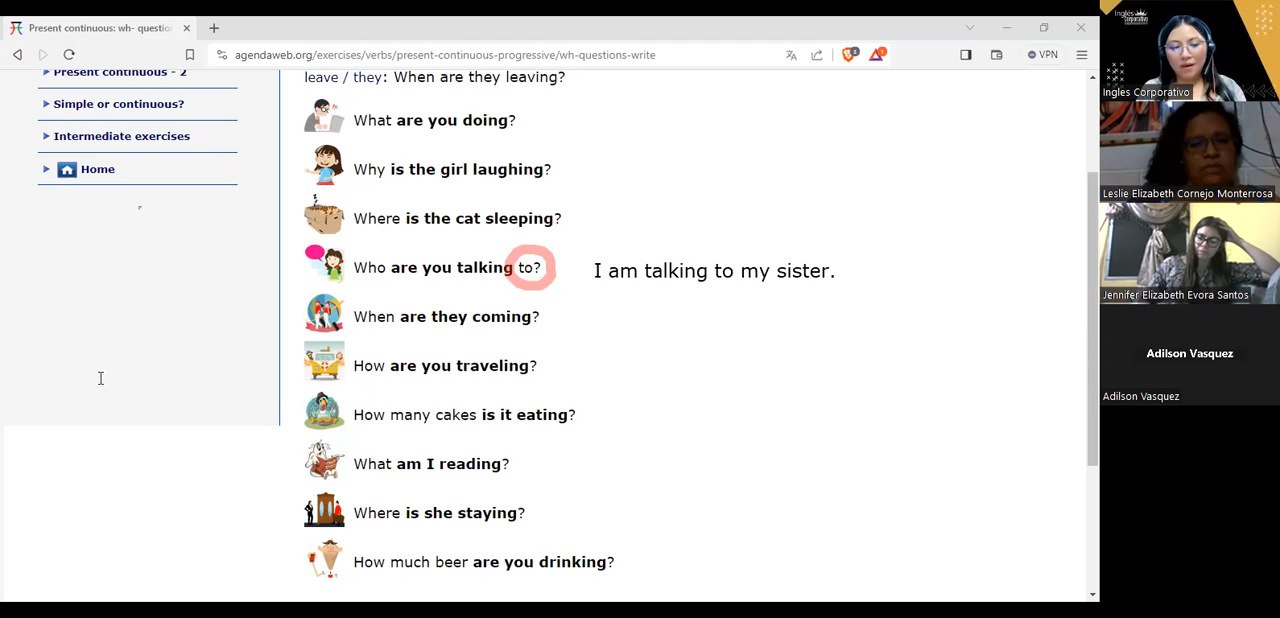 Present continuous: wh- questio
agendaweb.org/exercises/verbs/present-continuous-progressive/wh-questions-write
VPN
Present continuous - 2
Simple or continuous?
Intermediate exercises
Home
leave / they: When are they leaving?
What are you doing?
Why is the girl laughing?
Where is the cat sleeping?
Who are you talking to?
I am talking to my sister.
When are they coming?
How are you traveling?
How many cakes is it eating?
What am I reading?
Where is she staying?
How much beer are you drinking?
Inglés
Corporativo
Ingles Corporativo
Leslie Elizabeth Cornejo Monterrosa
Jennifer Elizabeth Evora Santos
Adilson Vasquez
Adilson Vasquez